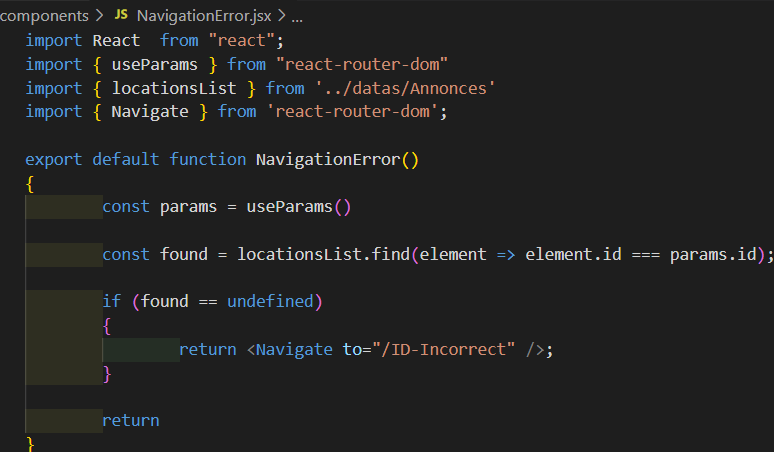 components > JS NavigationError.jsx > ...
import React  from "react";
import { useParams } from "react-router-dom"
import { locationsList } from '../datas/Annonces'
import { Navigate } from 'react-router-dom';
export default function NavigationError()
{
const params = useParams()
const found = locationsList.find(element => element.id === params.id);
if (found == undefined)
{
return <Navigate to="/ID-Incorrect" />;
}
return
}